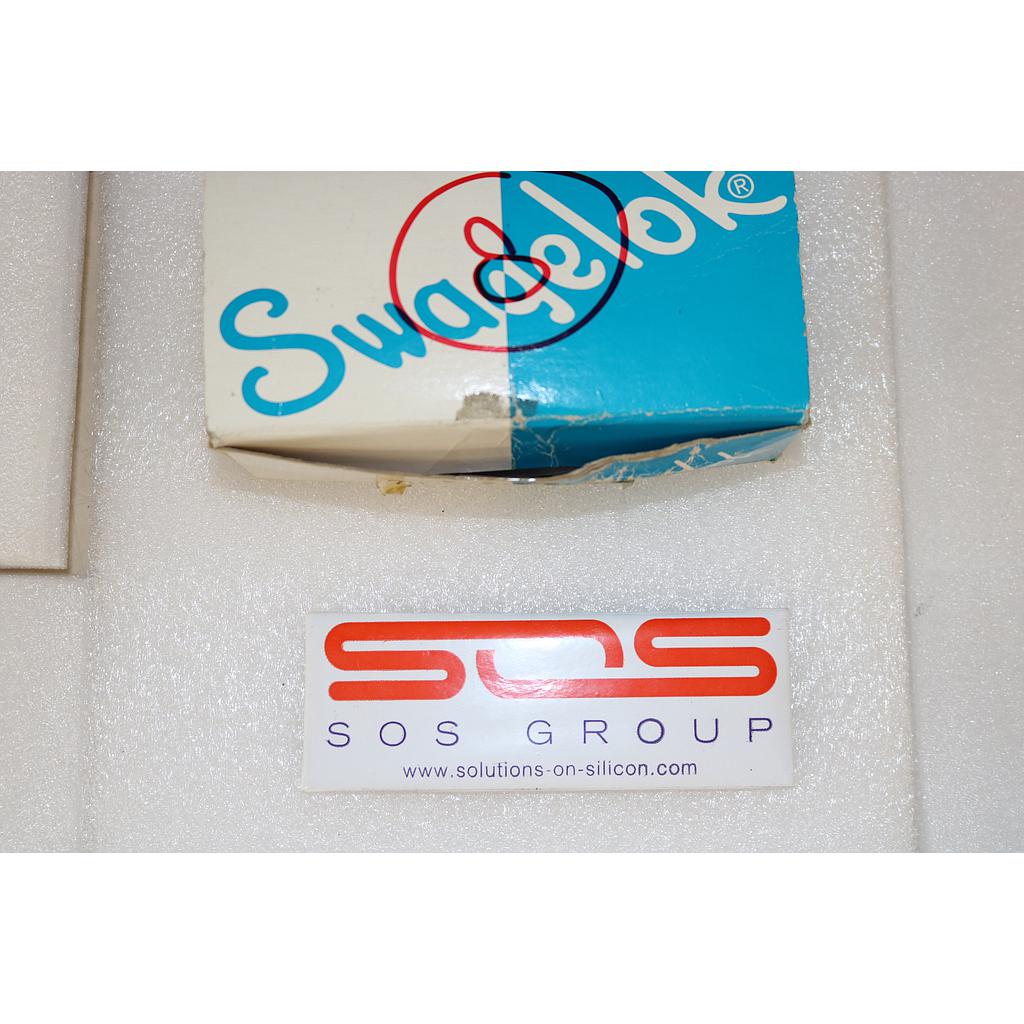 Swagelok®
SOS
SOS GROUP
www.solutions-on-silicon.com